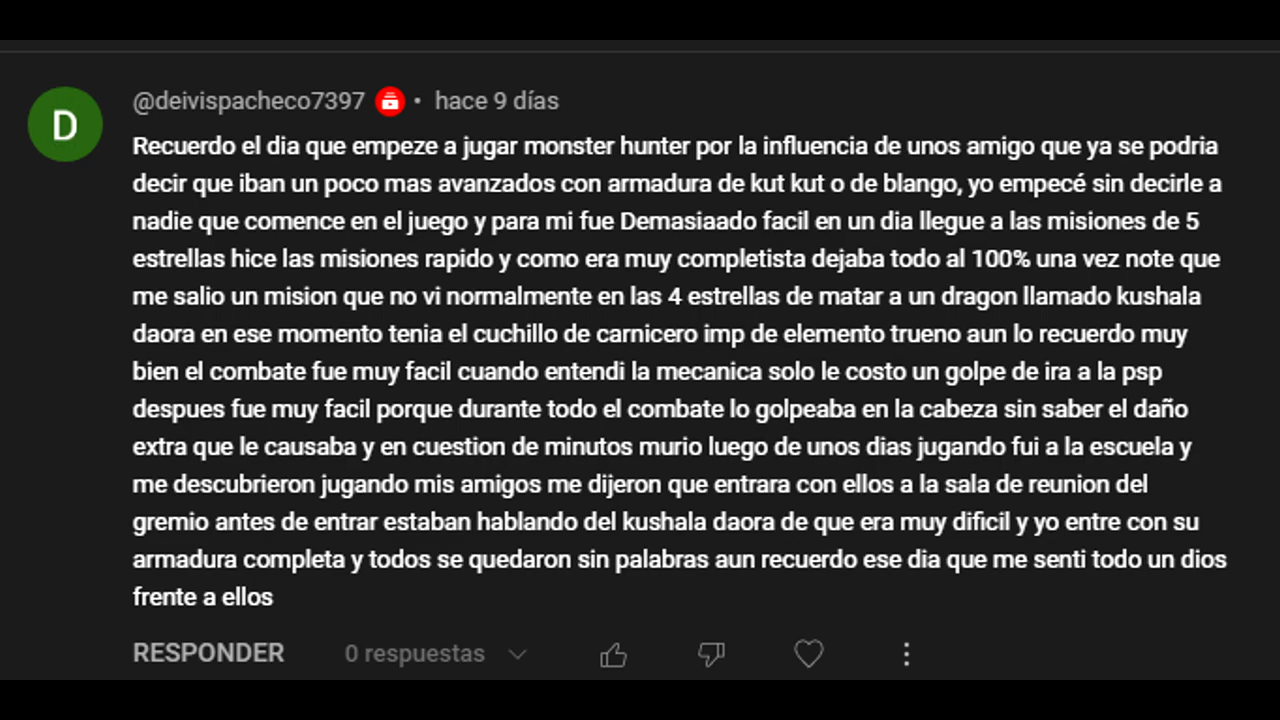 D
@deivispacheco7397 • hace 9 días
Recuerdo el dia que empeze a jugar monster hunter por la influencia de unos amigo que ya se podria
decir que iban un poco mas avanzados con armadura de kut kut o de blango, yo empecé sin decirle a
nadie que comence en el juego y para mi fue Demasiaado facil en un dia llegue a las misiones de 5
estrellas hice las misiones rapido y como era muy completista dejaba todo al 100% una vez note que
me salio un mision que no vi normalmente en las 4 estrellas de matar a un dragon llamado kushala
daora en ese momento tenia el cuchillo de carnicero imp de elemento trueno aun lo recuerdo muy
bien el combate fue muy facil cuando entendi la mecanica solo le costo un golpe de ira a la psp
despues fue muy facil porque durante todo el combate lo golpeaba en la cabeza sin saber el daño
extra que le causaba y en cuestion de minutos murio luego de unos dias jugando fui a la escuela y
me descubrieron jugando mis amigos me dijeron que entrara con ellos a la sala de reunion del
gremio antes de entrar estaban hablando del kushala daora de que era muy dificil y yo entre con su
armadura completa y todos se quedaron sin palabras aun recuerdo ese dia que me senti todo un dios
frente a ellos
RESPONDER 0 respuestas